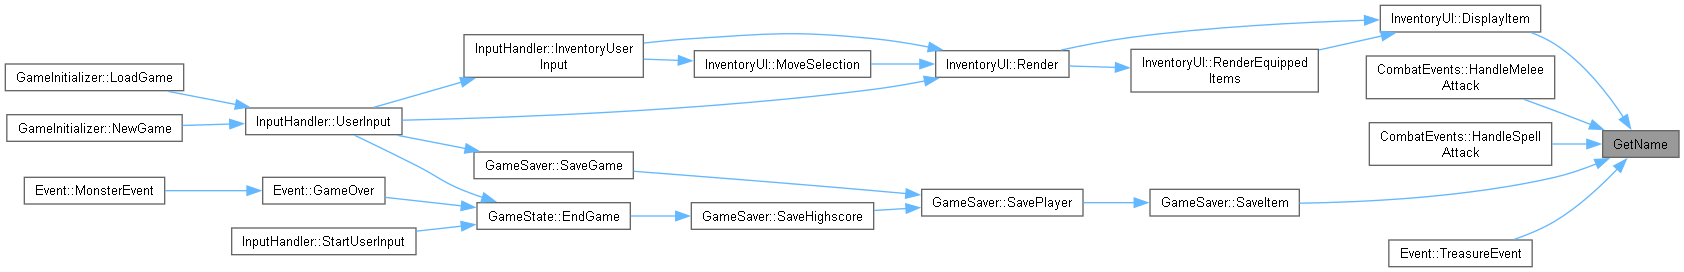 GameInitializer::LoadGame
GameInitializer::NewGame
Event::MonsterEvent
InputHandler::UserInput
Event::GameOver
InputHandler::StartUserInput
InputHandler::InventoryUser
Input
GameSaver::SaveGame
GameState::EndGame
InventoryUI::MoveSelection
GameSaver::SaveHighscore
InventoryUI::Render
GameSaver::SavePlayer
InventoryUI::RenderEquipped
Items
GameSaver::SaveItem
InventoryUI::DisplayItem
CombatEvents::HandleMelee
Attack
CombatEvents::HandleSpell
Attack
Event::TreasureEvent
GetName